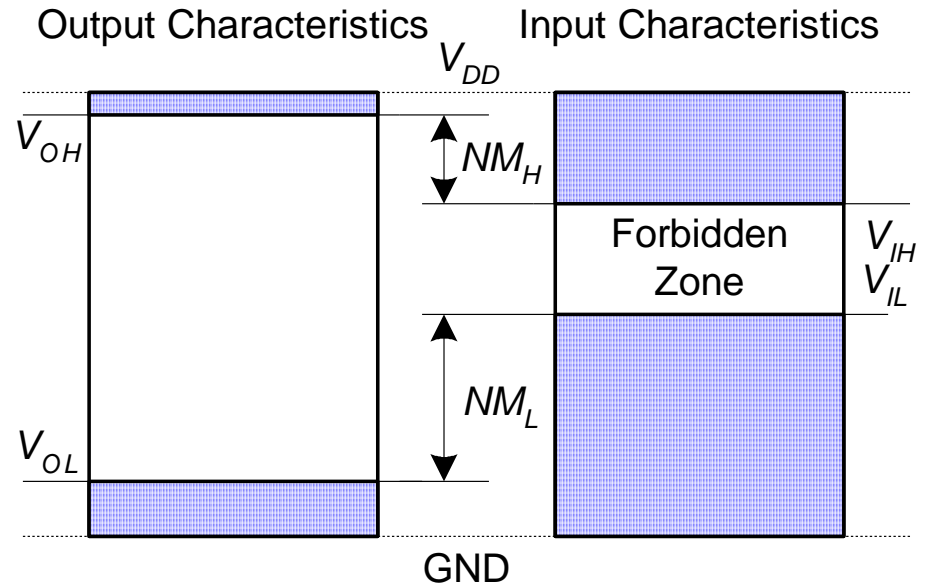 Output Characteristics
Input Characteristics
V_DD
V_OH
NM_H
Forbidden
Zone
V_IH
V_IL
NM_L
V_OL
GND